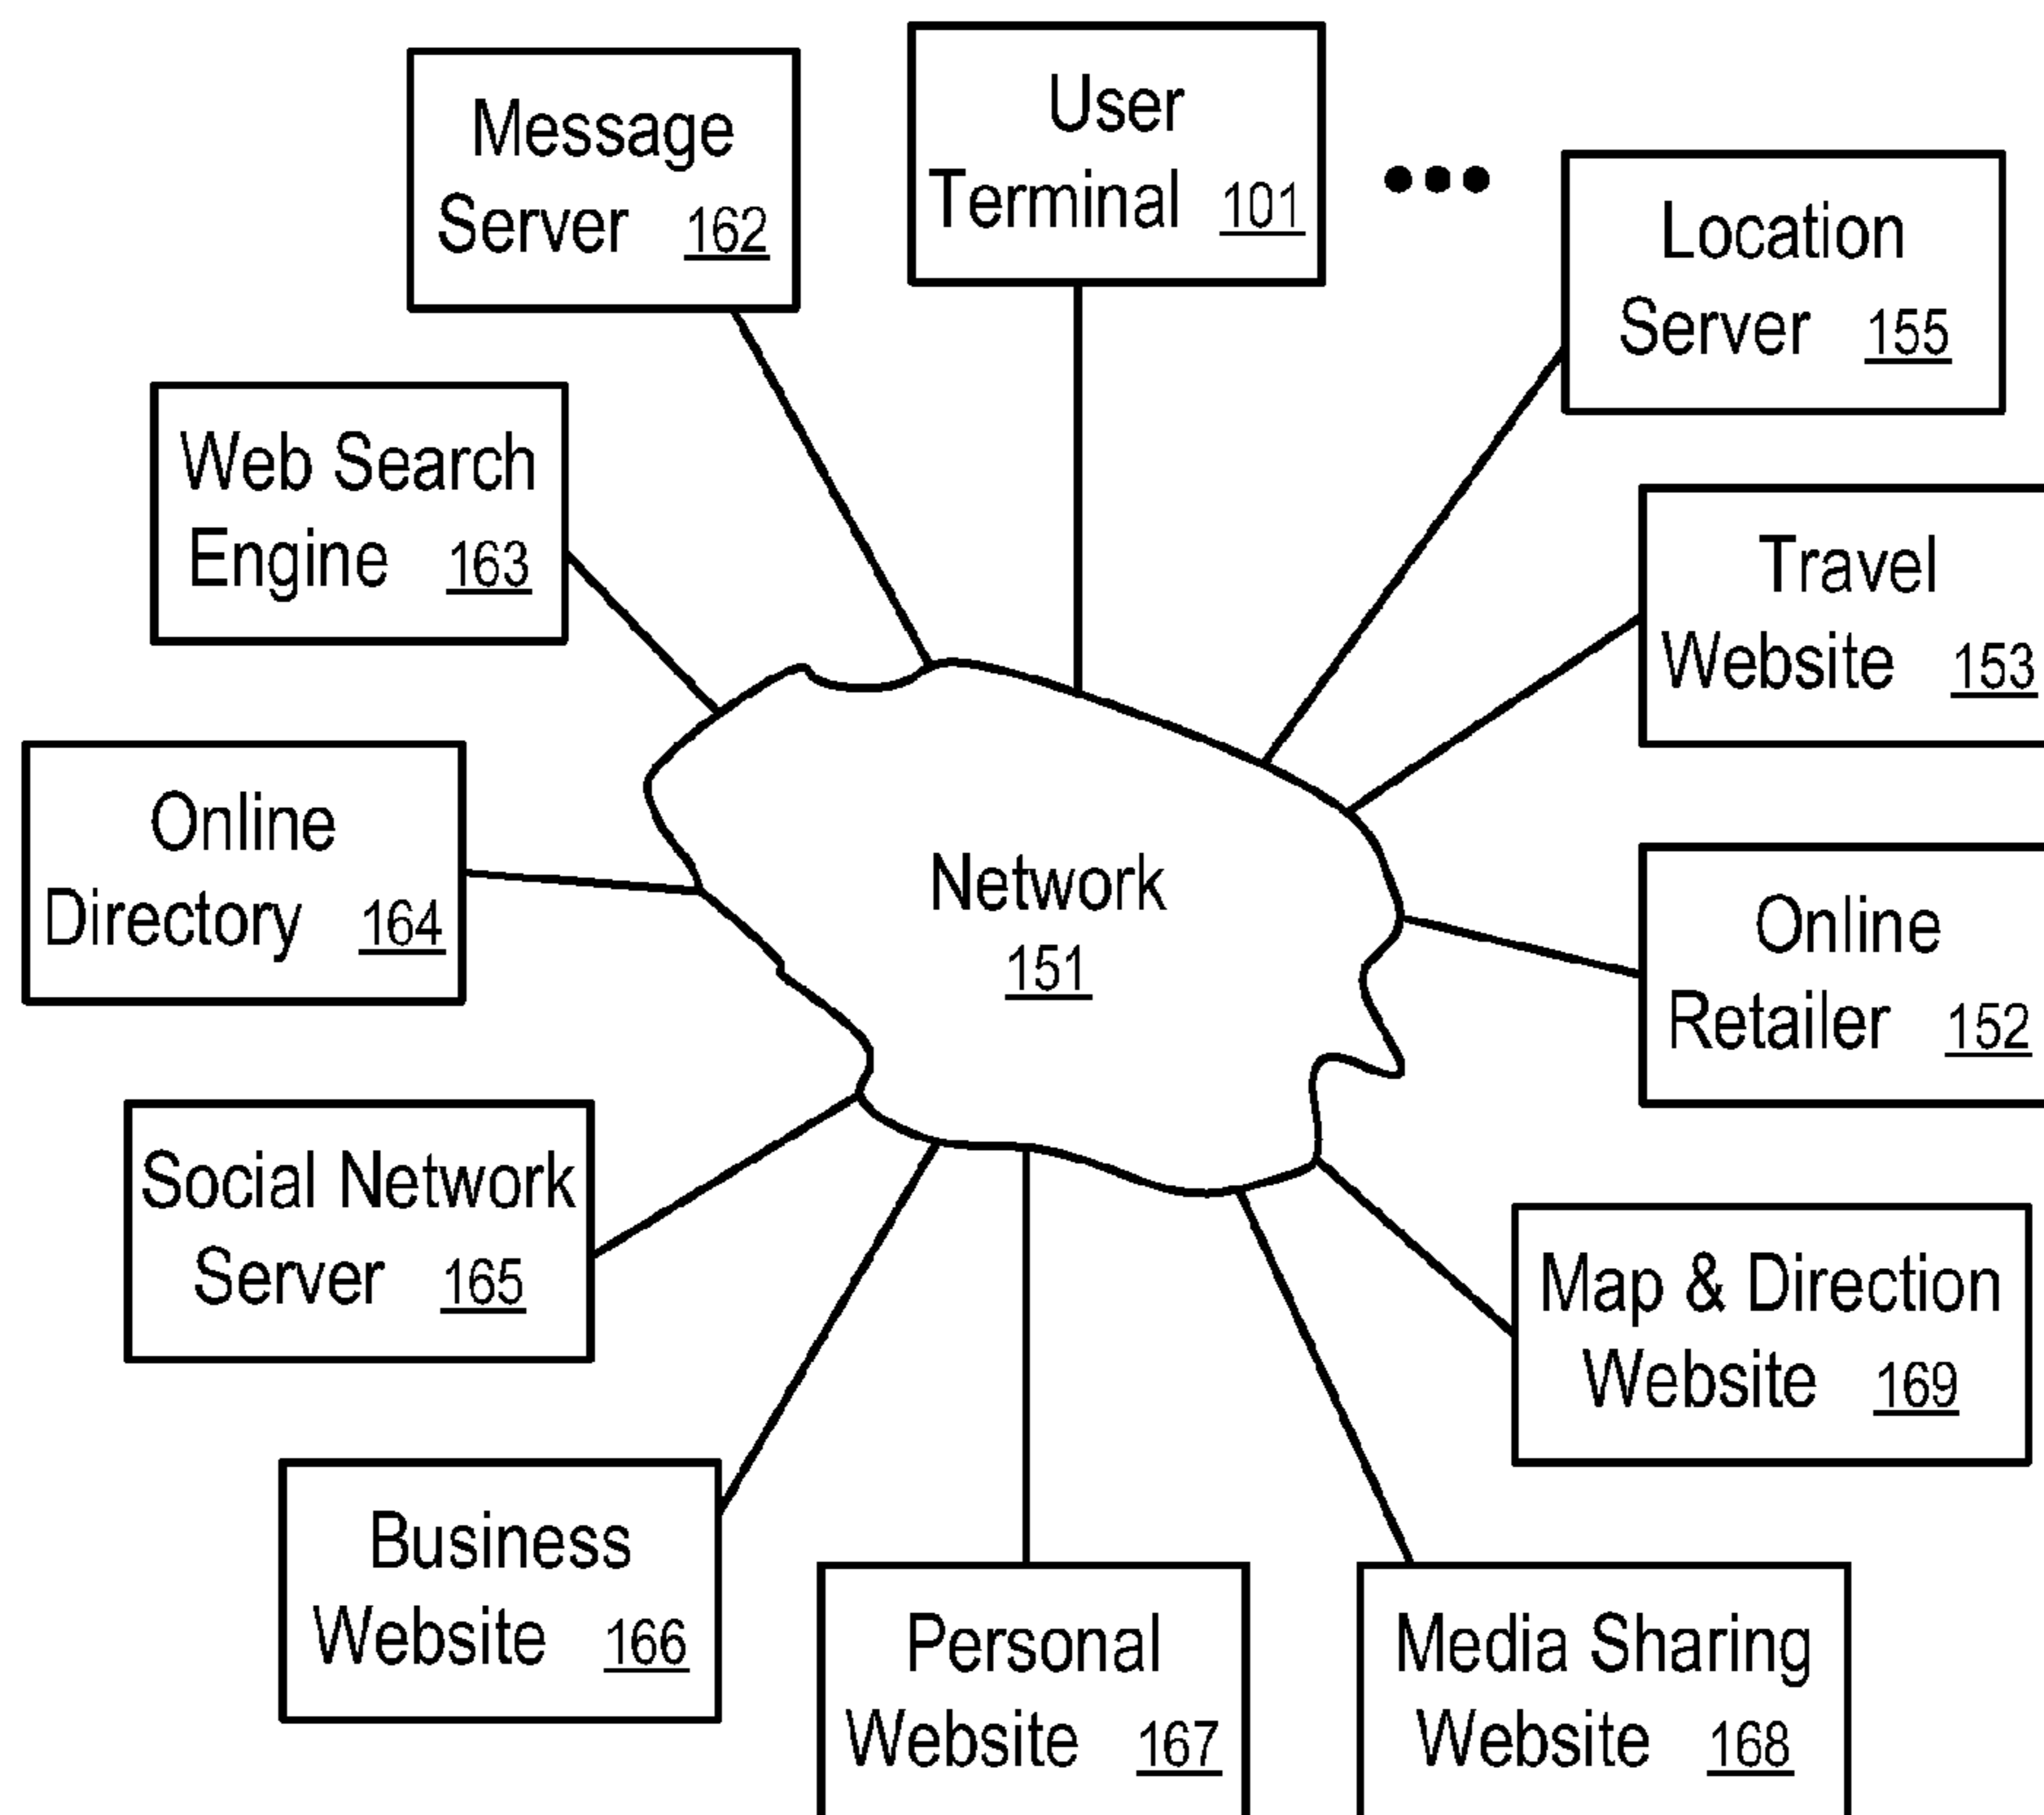 Message
Server 162
User
Terminal 101
Location
Server 155
Web Search
Engine 163
Travel
Website 153
Online
Directory 164
Network
151
Online
Retailer 152
Social Network
Server 165
Map & Direction
Website 169
Business
Website 166
Personal
Website 167
Media Sharing
Website 168